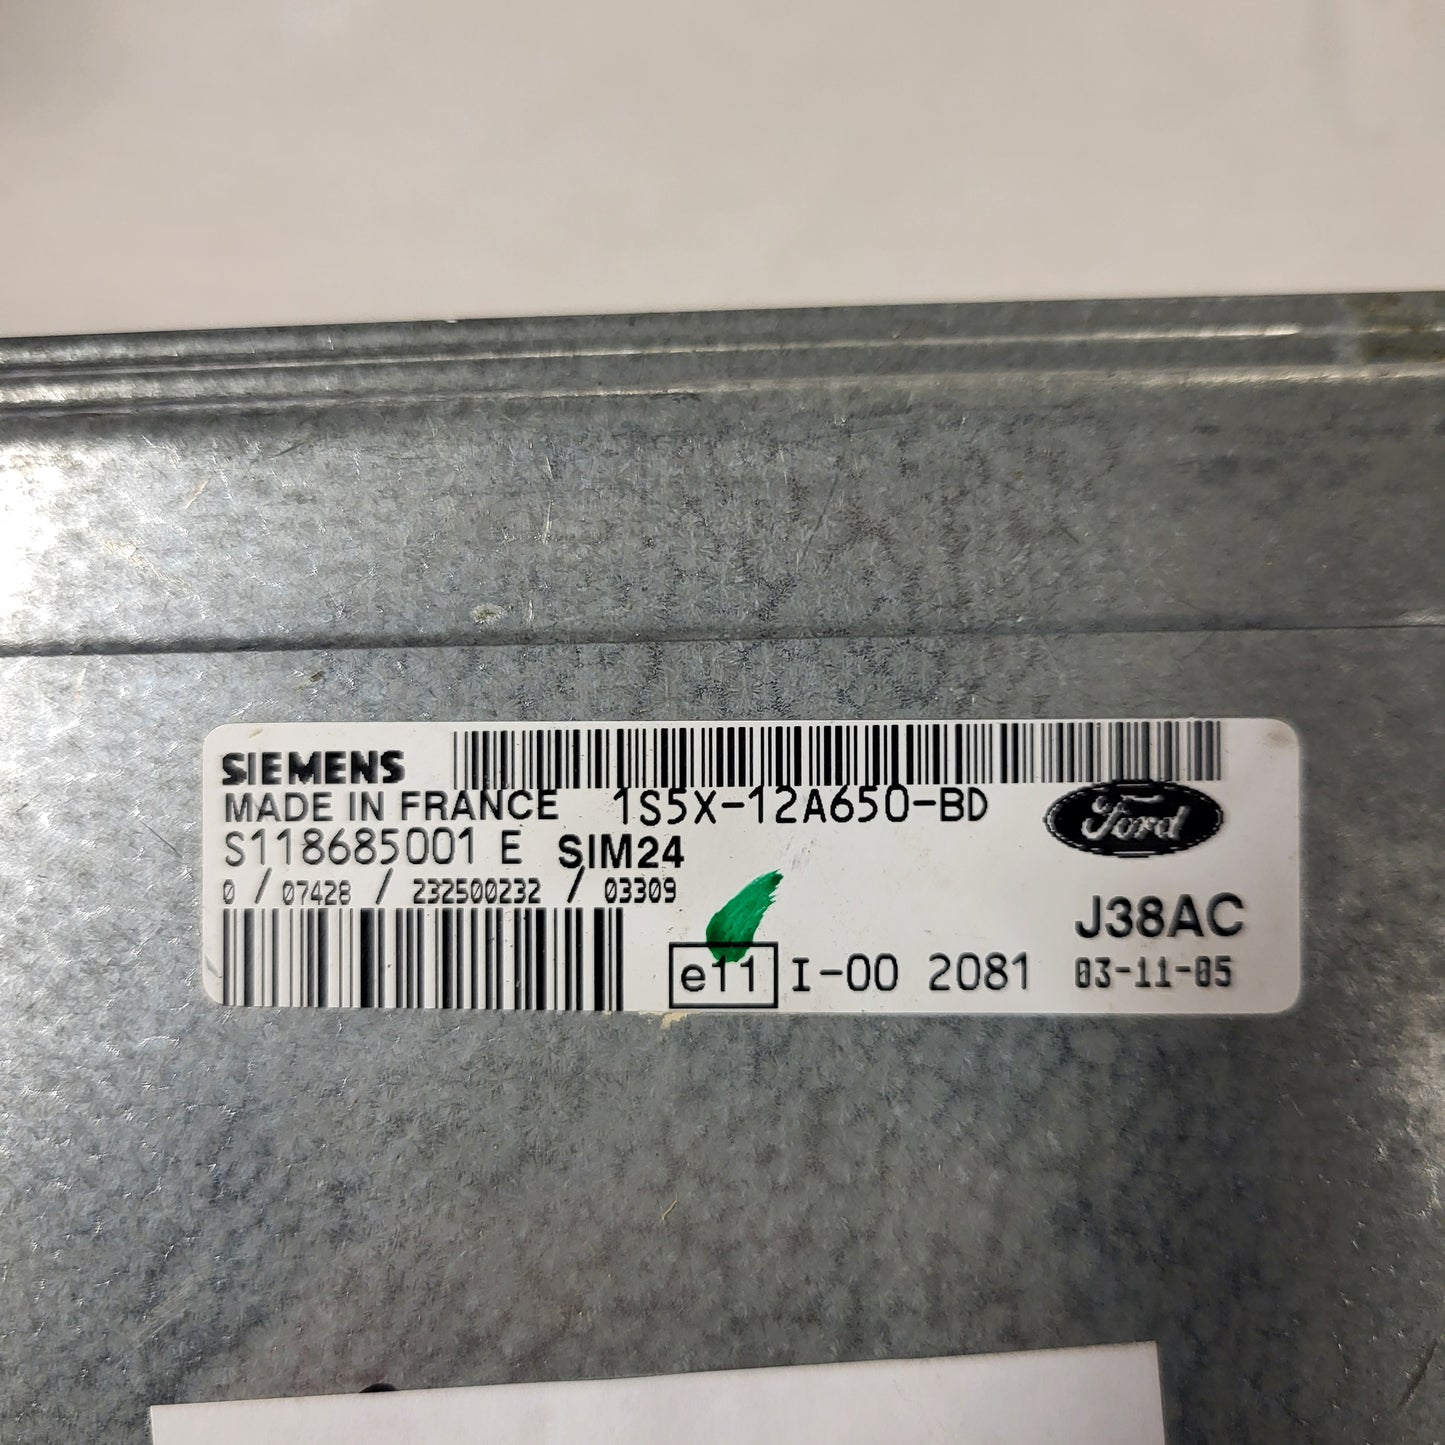 SIEMENS
MADE IN FRANCE 1S5X-12A650-BD
Ford
S118685001 E SIM24
0 / 07428 / 232500232 / 03309
J38AC
e11 I-00 2081 03-11-05